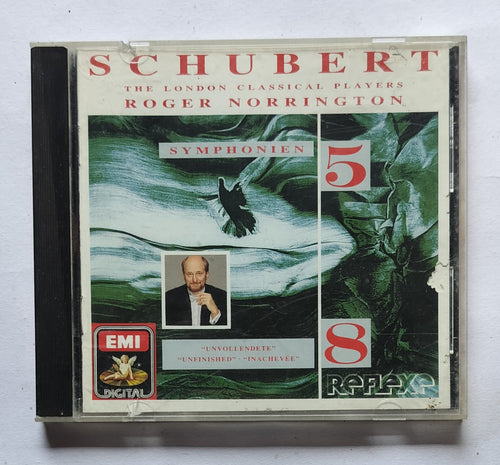 SCHUBERT
THE LONDON CLASSICAL PLAYERS
ROGER NORRINGTON
SYMPHONIEN
5
8
"UNVOLLENDETE"
"UNFINISHED" · "INACHEVÉE"
EMI
DIGITAL
REFLEXE